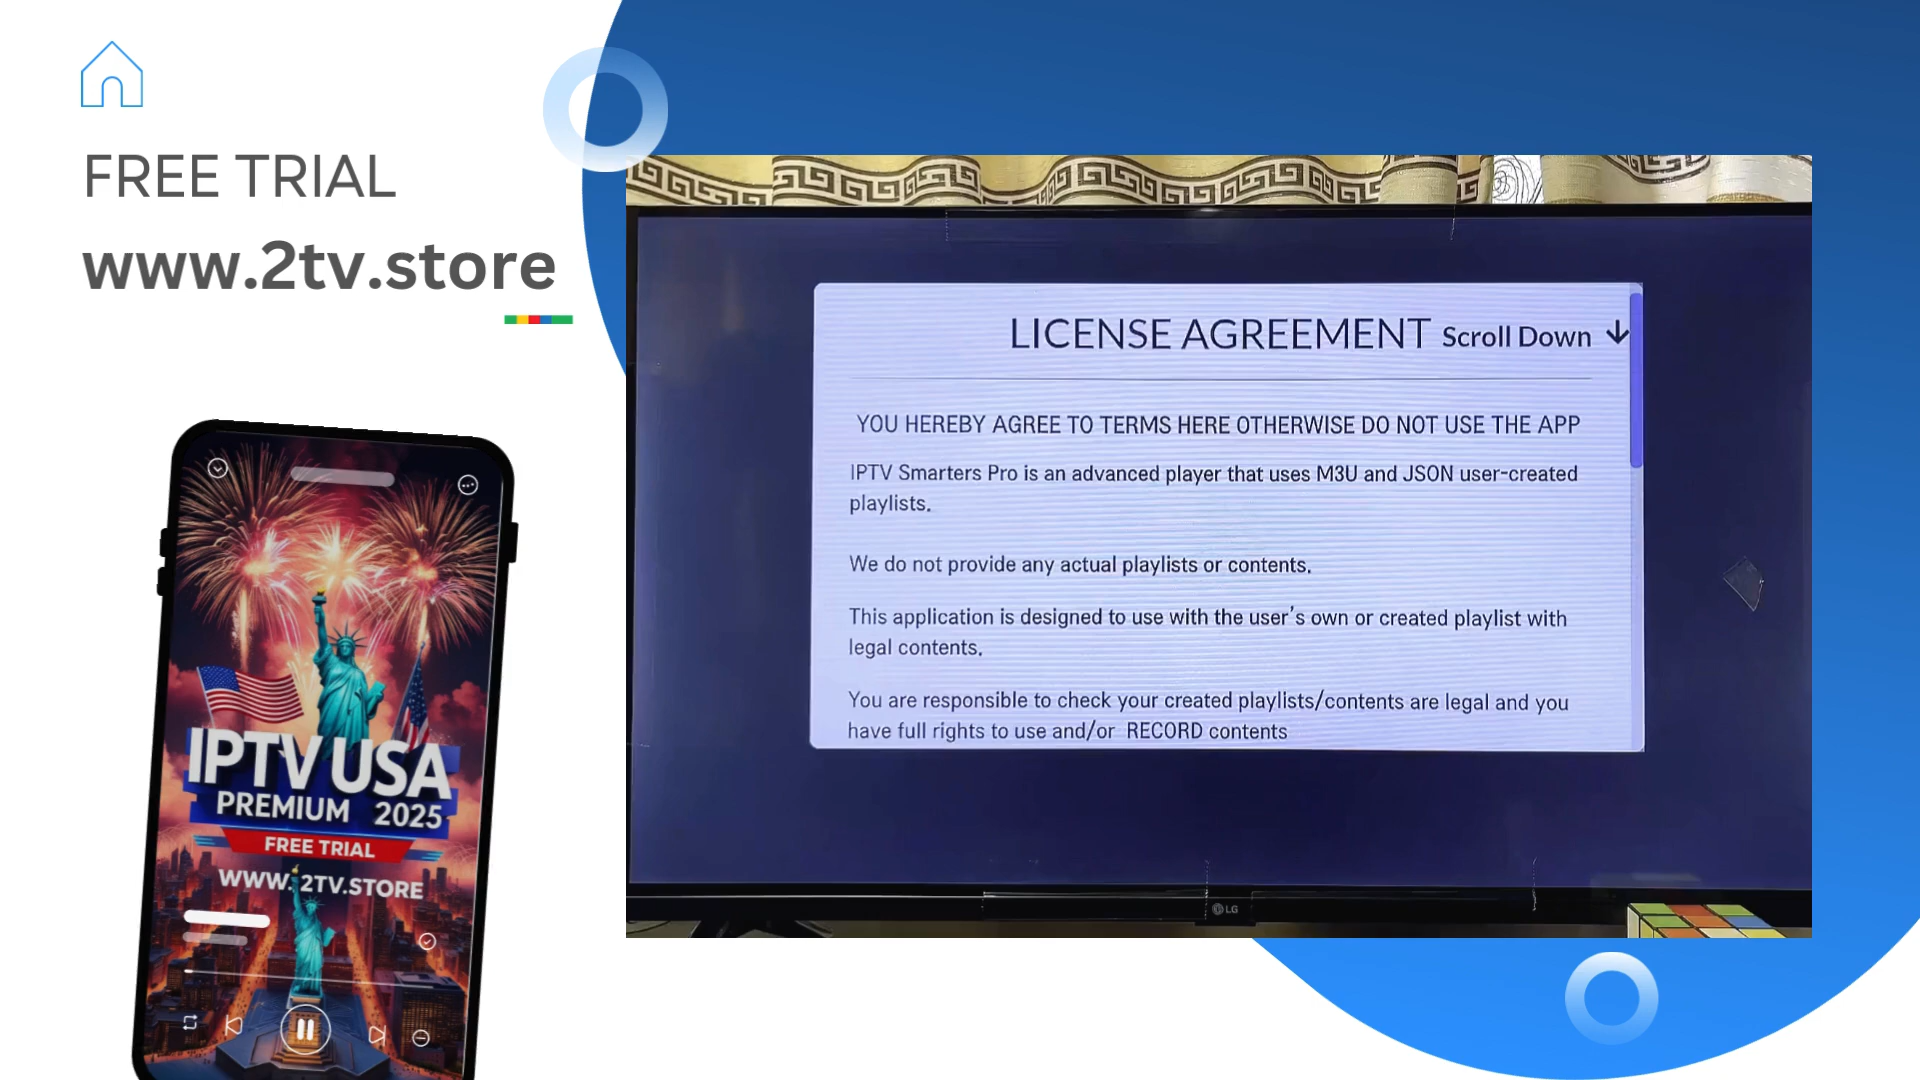 FREE TRIAL
www.2tv.store
IPTV USA
PREMIUM 2025
FREE TRIAL
WWW.2TV.STORE
LICENSE AGREEMENT Scroll Down
YOU HEREBY AGREE TO TERMS HERE OTHERWISE DO NOT USE THE APP
IPTV Smarters Pro is an advanced player that uses M3U and JSON user-created
playlists.
We do not provide any actual playlists or contents.
This application is designed to use with the user's own or created playlist with
legal contents.
You are responsible to check your created playlists/contents are legal and you
have full rights to use and/or RECORD contents
LG